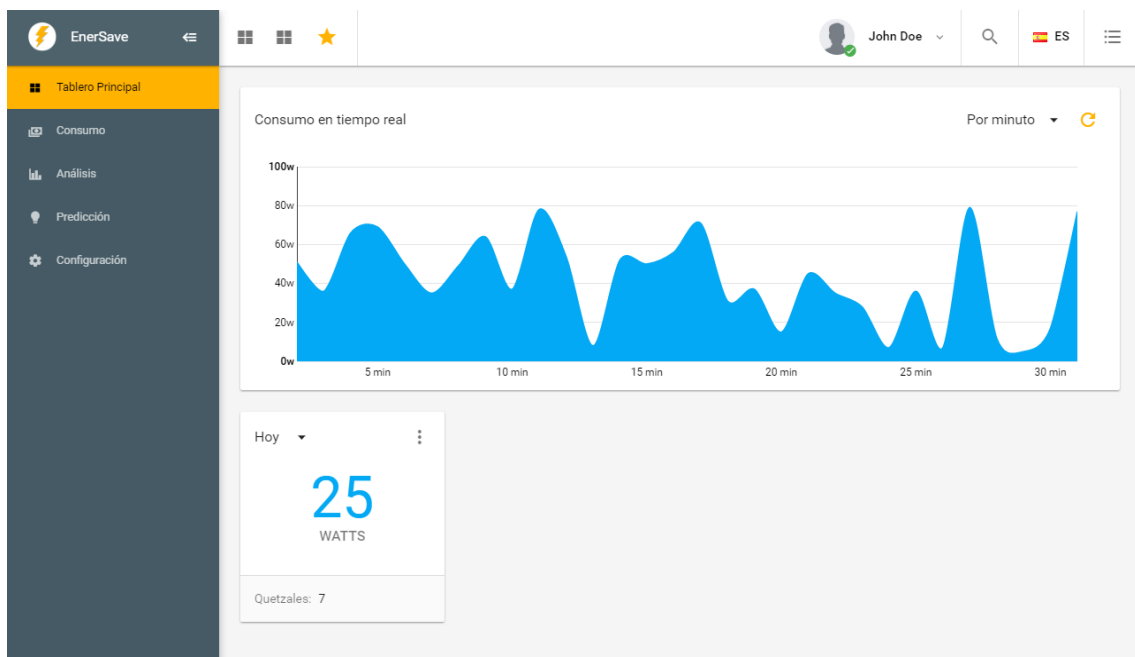 EnerSave
John Doe
ES
Tablero Principal
Consumo
Análisis
Predicción
Configuración
Consumo en tiempo real
Por minuto
100w
80w
60w
40w
20w
0w
5 min 10 min 15 min 20 min 25 min 30 min
Hoy
25
WATTS
Quetzales: 7